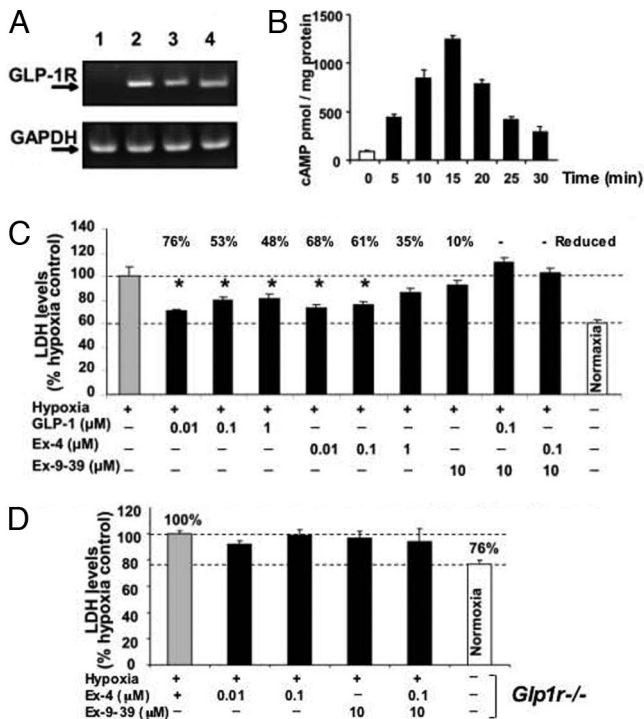 A
1 2 3 4
GLP-1R
GAPDH
B
cAMP pmol / mg protein
1500
1000
500
0
0 5 10 15 20 25 30 Time (min)
C
LDH levels
(% hypoxia control)
140
120
100
80
60
40
20
0
76% 53% 48% 68% 61% 35% 10% - - Reduced
* * * * *
Normaxia
Hypoxia + + + + + + + + + –
GLP-1 (µM) – 0.01 0.1 1 – – – – 0.1 – –
Ex-4 (µM) – – – – 0.01 0.1 1 – – 0.1 –
Ex-9-39 (µM) – – – – – – – 10 10 10 –
D
LDH levels
(% hypoxia control)
120
100
80
60
40
20
0
100%
76%
Normoxia
Hypoxia + + + + + –
Ex-4 (µM) + 0.01 0.1 – 0.1 –
Ex-9-39 (µM) – – – 10 10 –
Glp1r-/-